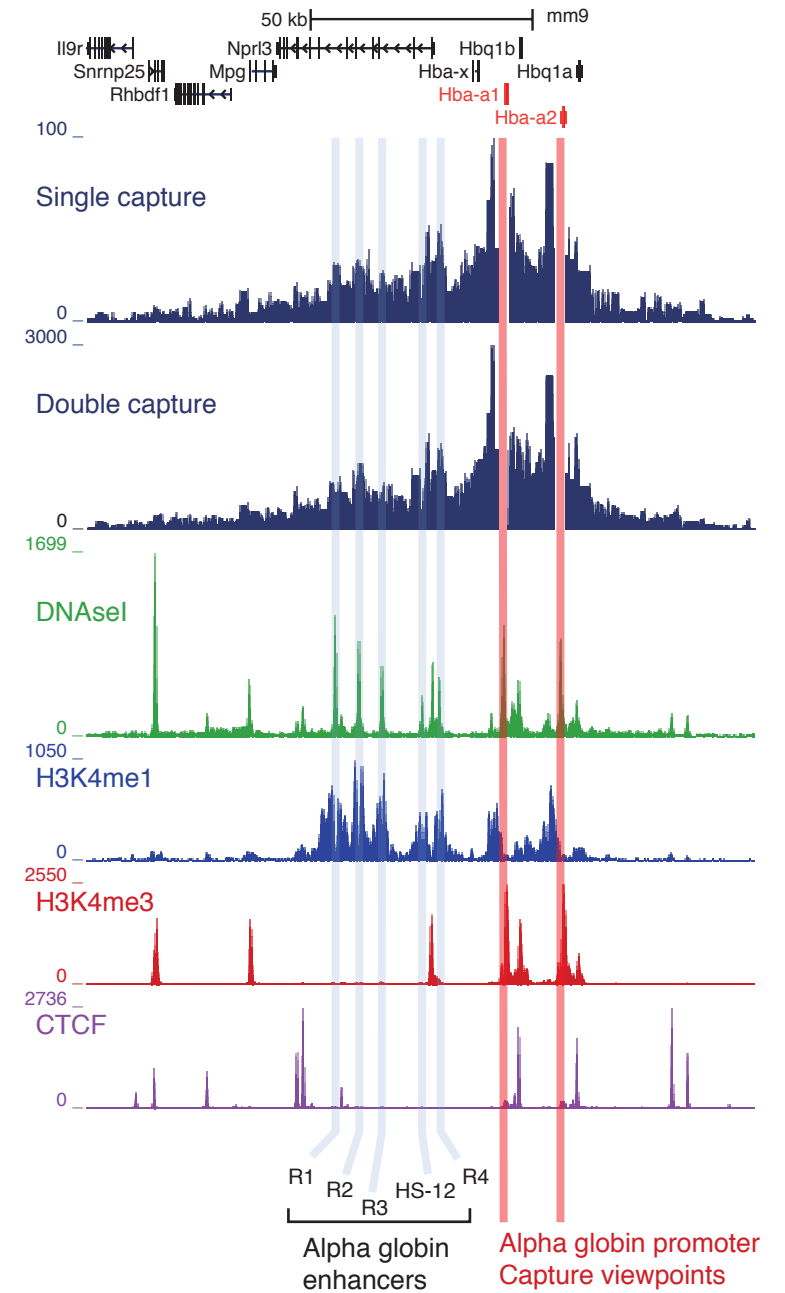 50 kb mm9
Il9r Nprl3 Hbq1b
Snrnp25 Mpg Hba-x Hbq1a
Rhbdf1 Hba-a1
Hba-a2
100
Single capture
0
3000
Double capture
0
1699
DNAseI
0
1050
H3K4me1
0
2550
H3K4me3
0
2736
CTCF
0
R1 R2 R3 HS-12 R4
Alpha globin
enhancers
Alpha globin promoter
Capture viewpoints